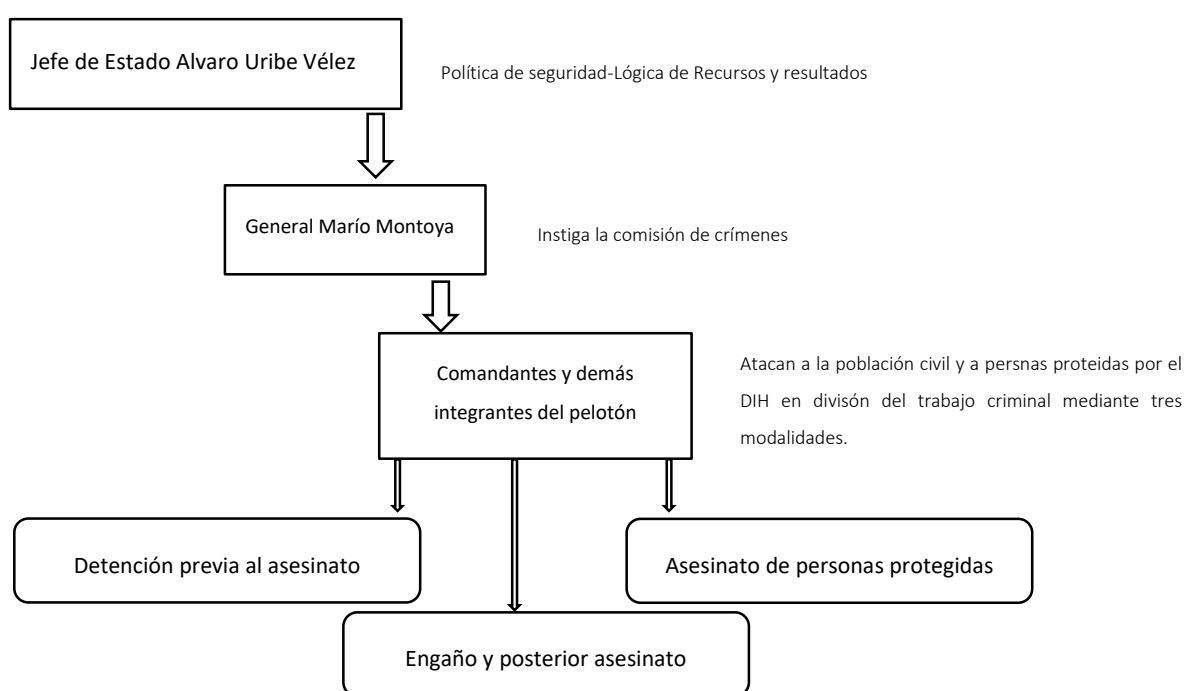 Jefe de Estado Alvaro Uribe Vélez
Política de seguridad-Lógica de Recursos y resultados
General Marío Montoya
Instiga la comisión de crímenes
Comandantes y demás
integrantes del pelotón
Atacan a la población civil y a persnas proteidas por el
DIH en divisón del trabajo criminal mediante tres
modalidades.
Detención previa al asesinato
Asesinato de personas protegidas
Engaño y posterior asesinato